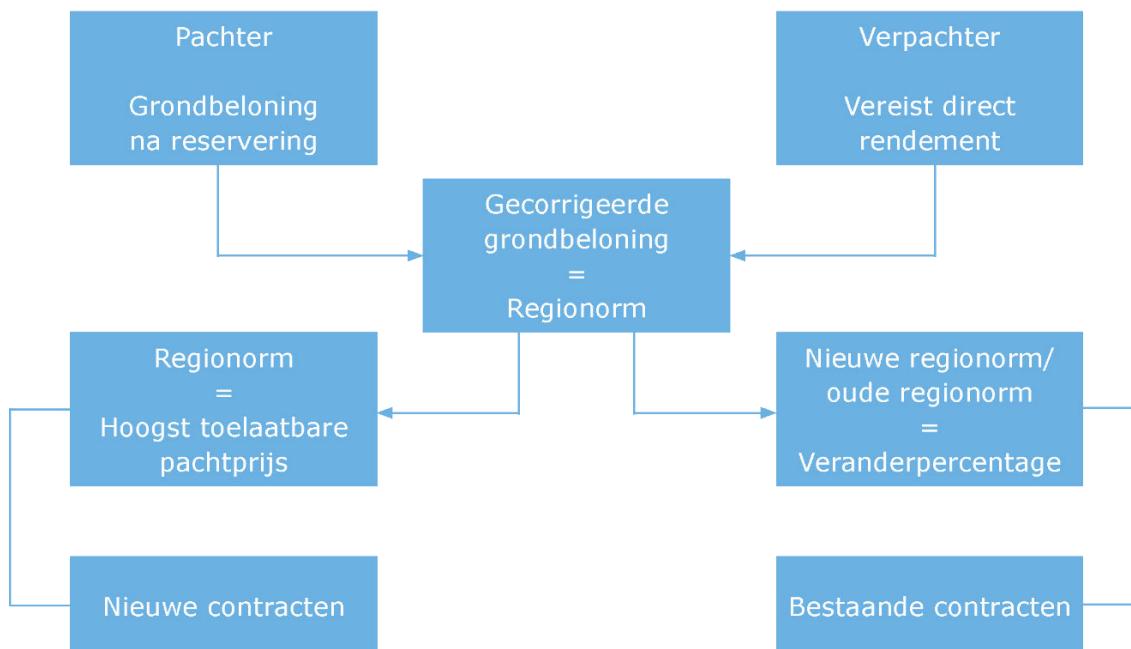 Pachter
Grondbeloning
na reservering
Verpachter
Vereist direct
rendement
Gecorrigeerde
grondbeloning
=
Regionorm
Regionorm
=
Hoogst toelaatbare
pachtprijs
Nieuwe regionorm/
oude regionorm
=
Veranderpercentage
Nieuwe contracten
Bestaande contracten